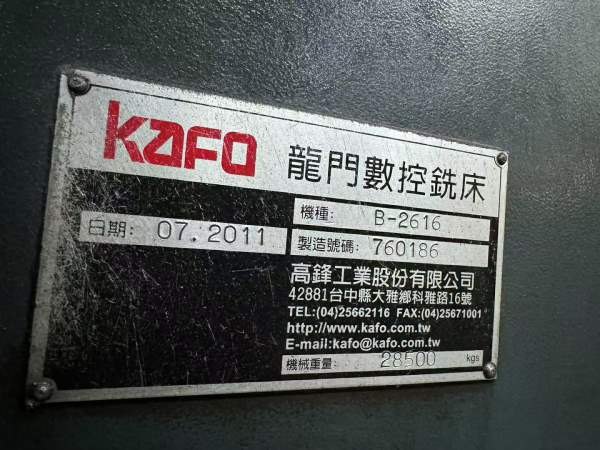 KAFO 龍門數控銑床
機種: B-2616
日期: 07.2011
製造號碼: 760186
高鋒工業股份有限公司
42881台中縣大雅鄉科雅路16號
TEL:(04)25662116 FAX:(04)25671001
http://www.kafo.com.tw
E-mail:kafo@kafo.com.tw
機械重量: 28500 kgs